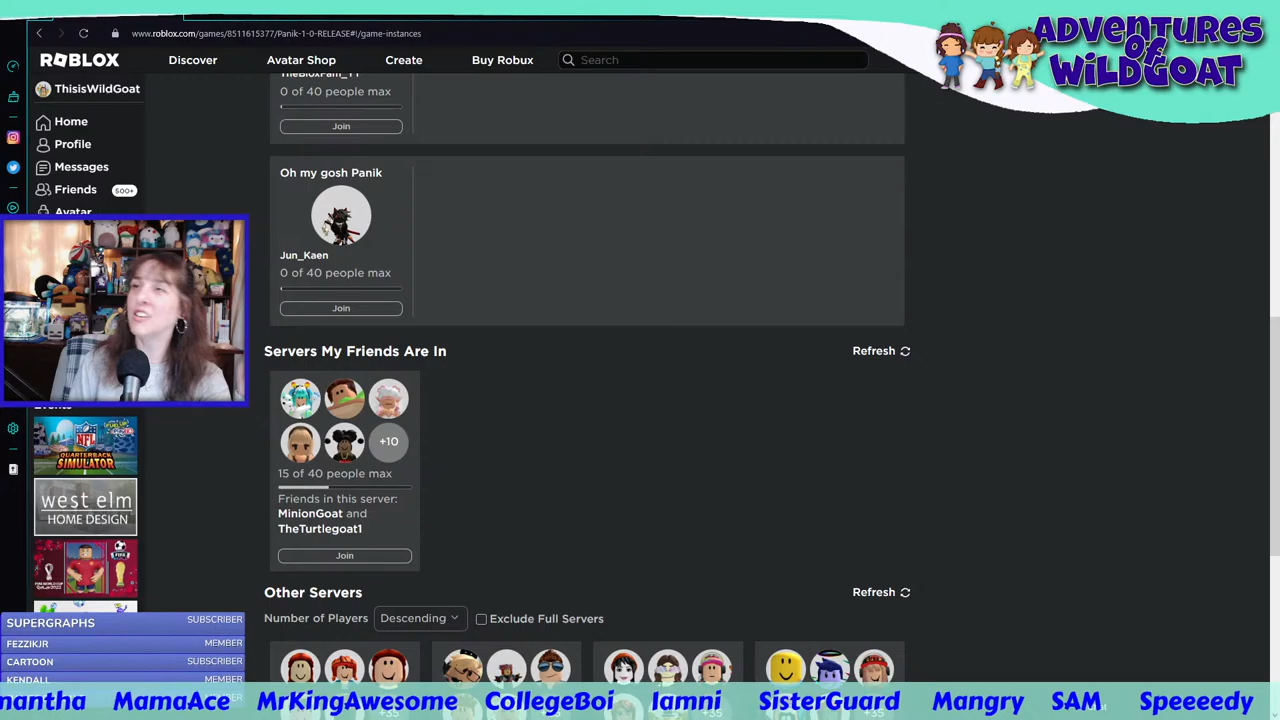 www.roblox.com/games/8511615377/Panik-1-0-RELEASE#!/game-instances
ADVENTURES
OF
WILDGOAT
ROBLOX
Discover
Avatar Shop
Create
Buy Robux
Search
ThisisWildGoat
Home
Profile
Messages
Friends
500+
Avatar
0 of 40 people max
Join
Oh my gosh Panik
Jun_Kaen
0 of 40 people max
Join
Servers My Friends Are In
Refresh
+10
15 of 40 people max
Friends in this server:
MinionGoat and
TheTurtlegoat1
Join
Events
NFL
QUARTERBACK
SIMULATOR
west elm
HOME DESIGN
Other Servers
Refresh
Number of Players
Descending
Exclude Full Servers
SUPERGRAPHS SUBSCRIBER
FEZZIKJR MEMBER
CARTOON SUBSCRIBER
KENDALL MEMBER
mantha MamaAce MrKingAwesome CollegeBoi Iamni SisterGuard Mangry SAM Speeeedy